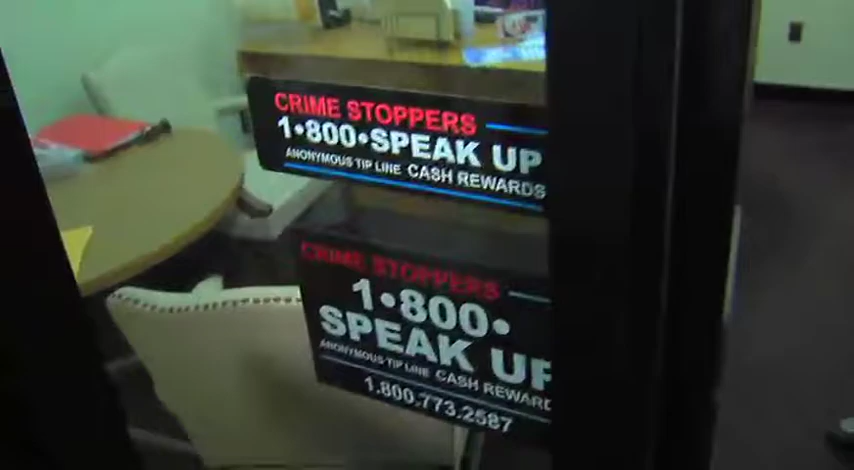 CRIME STOPPERS
1•800•SPEAK UP
ANONYMOUS TIP LINE CASH REWARDS
CRIME STOPPERS
1•800•
SPEAK UP
ANONYMOUS TIP LINE CASH REWARD
1.800.773.2587